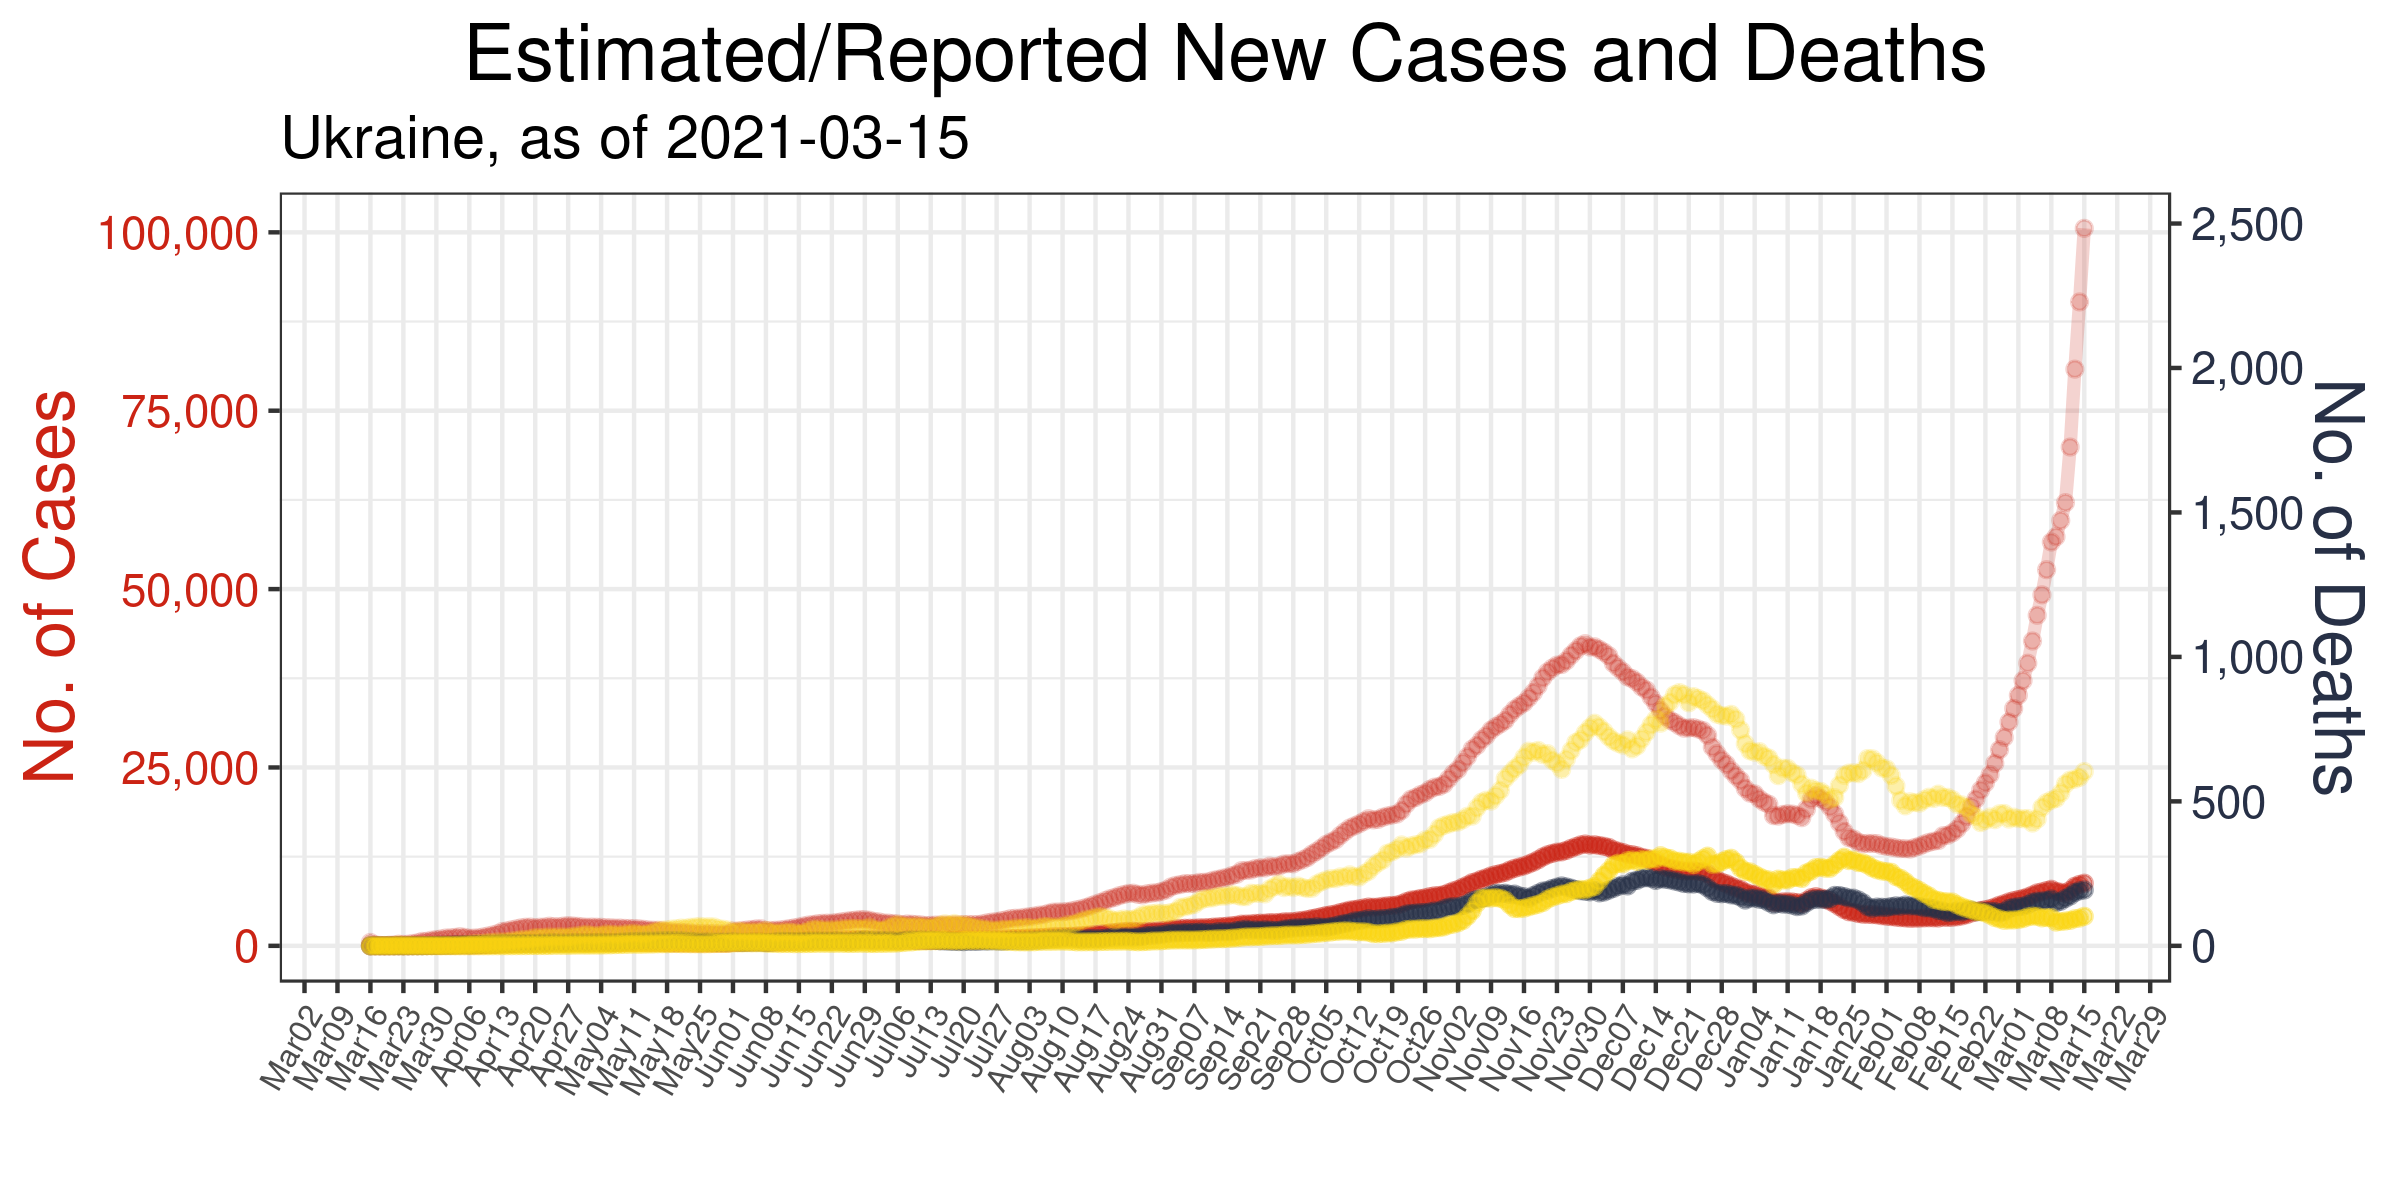 Estimated/Reported New Cases and Deaths
Ukraine, as of 2021-03-15
No. of Cases
100,000
75,000
50,000
25,000
0
2,500
2,000
1,500
1,000
500
0
No. of Deaths
Mar02
Mar09
Mar16
Mar23
Mar30
Apr06
Apr13
Apr20
Apr27
May04
May11
May18
May25
Jun01
Jun08
Jun15
Jun22
Jun29
Jul06
Jul13
Jul20
Jul27
Aug03
Aug10
Aug17
Aug24
Aug31
Sep07
Sep14
Sep21
Sep28
Oct05
Oct12
Oct19
Oct26
Nov02
Nov09
Nov16
Nov23
Nov30
Dec07
Dec14
Dec21
Dec28
Jan04
Jan11
Jan18
Jan25
Feb01
Feb08
Feb15
Feb22
Mar01
Mar08
Mar15
Mar22
Mar29